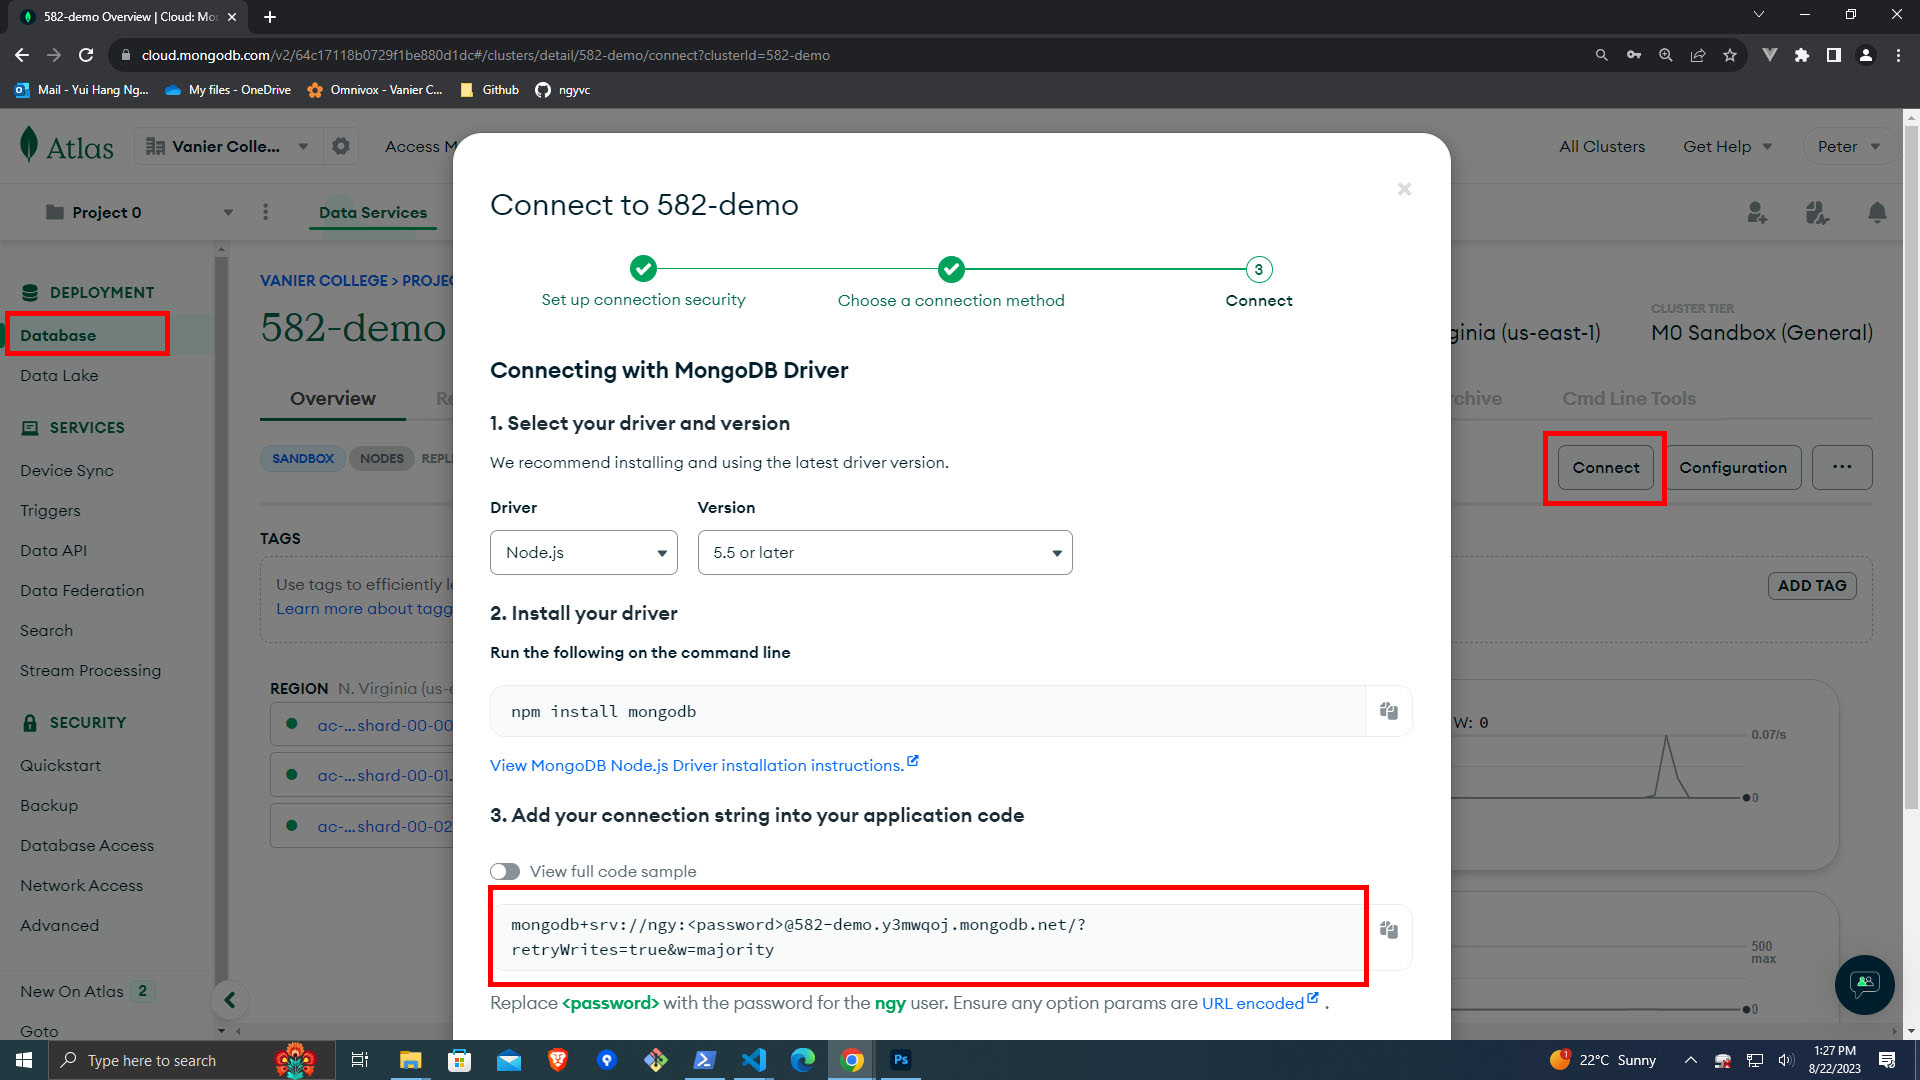 582-demo Overview | Cloud: Mo
cloud.mongodb.com/v2/64c17118b0729f1be880d1dc#/clusters/detail/582-demo/connect?clusterId=582-demo
Mail - Yui Hang Ng...
My files - OneDrive
Omnivox - Vanier C...
Github
ngyvc
Atlas
Vanier Colle...
Access M
All Clusters
Get Help
Peter
Project 0
Data Services
DEPLOYMENT
Database
Data Lake
SERVICES
Device Sync
Triggers
Data API
Data Federation
Search
Stream Processing
SECURITY
Quickstart
Backup
Database Access
Network Access
Advanced
New On Atlas 2
Goto
VANIER COLLEGE > PROJEC
582-demo
Overview
SANDBOX
NODES
REPL
TAGS
Use tags to efficiently
Learn more about tagg
REGION N. Virginia (us-e
ac-...shard-00-00
ac-...shard-00-01.
ac-...shard-00-02
Connect to 582-demo
Set up connection security
Choose a connection method
3
Connect
Connecting with MongoDB Driver
1. Select your driver and version
We recommend installing and using the latest driver version.
Driver
Version
Node.js
5.5 or later
2. Install your driver
Run the following on the command line
npm install mongodb
View MongoDB Node.js Driver installation instructions.
3. Add your connection string into your application code
View full code sample
mongodb+srv://ngy:<password>@582-demo.y3mwqoj.mongodb.net/?
retryWrites=true&w=majority
Replace <password> with the password for the ngy user. Ensure any option params are URL encoded .
ginia (us-east-1)
CLUSTER TIER
M0 Sandbox (General)
rchive
Cmd Line Tools
Connect
Configuration
...
ADD TAG
W: 0
0.07/s
0
500
max
0
Type here to search
Ps
1
22°C Sunny
1:27 PM
8/22/2023